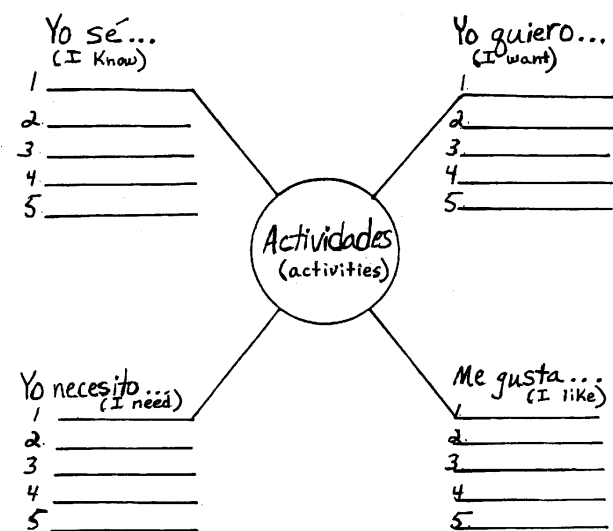 Yo sé...
(I Know)
1
2.
3
4
5.
Yo quiero...
(I want)
1.
2.
3.
4
5.
Actividades
(activities)
Yo necesito...
(I need)
1
2.
3
4
5
Me gusta...
(I like)
1.
2.
3.
4
5.